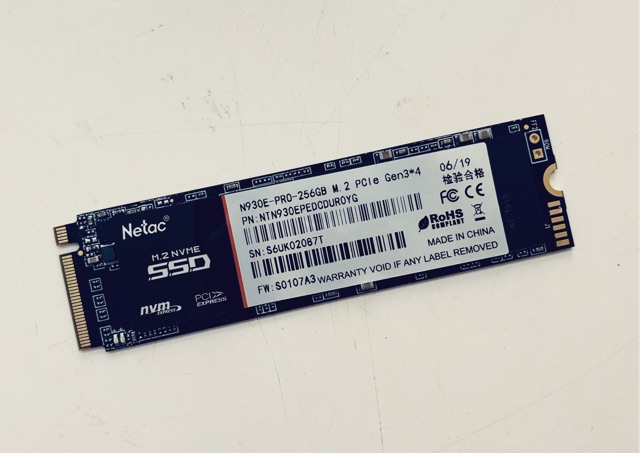 Netac®
M.2 NVME
SSD
nvm
EXPRESS
PCI
EXPRESS
N930E-PRO-256GB M.2 PCIe Gen3*4
PN: NTN930EPEDCDUR0YG
SN: S6UK02087T
FW: S0107A3 WARRANTY VOID IF ANY LABEL REMOVED
06/19
检验合格
FC CE
RoHS
COMPLIANT
MADE IN CHINA